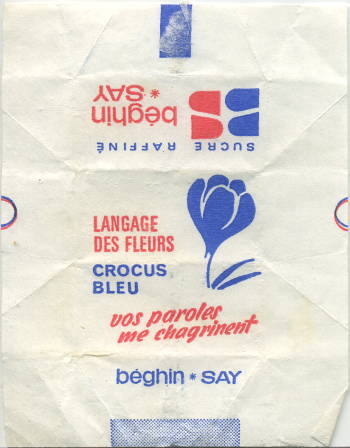 béghin
* SAY
SUCRE RAFFINÉ
LANGAGE
DES FLEURS
CROCUS
BLEU
vos paroles
me chagrinent
béghin * SAY